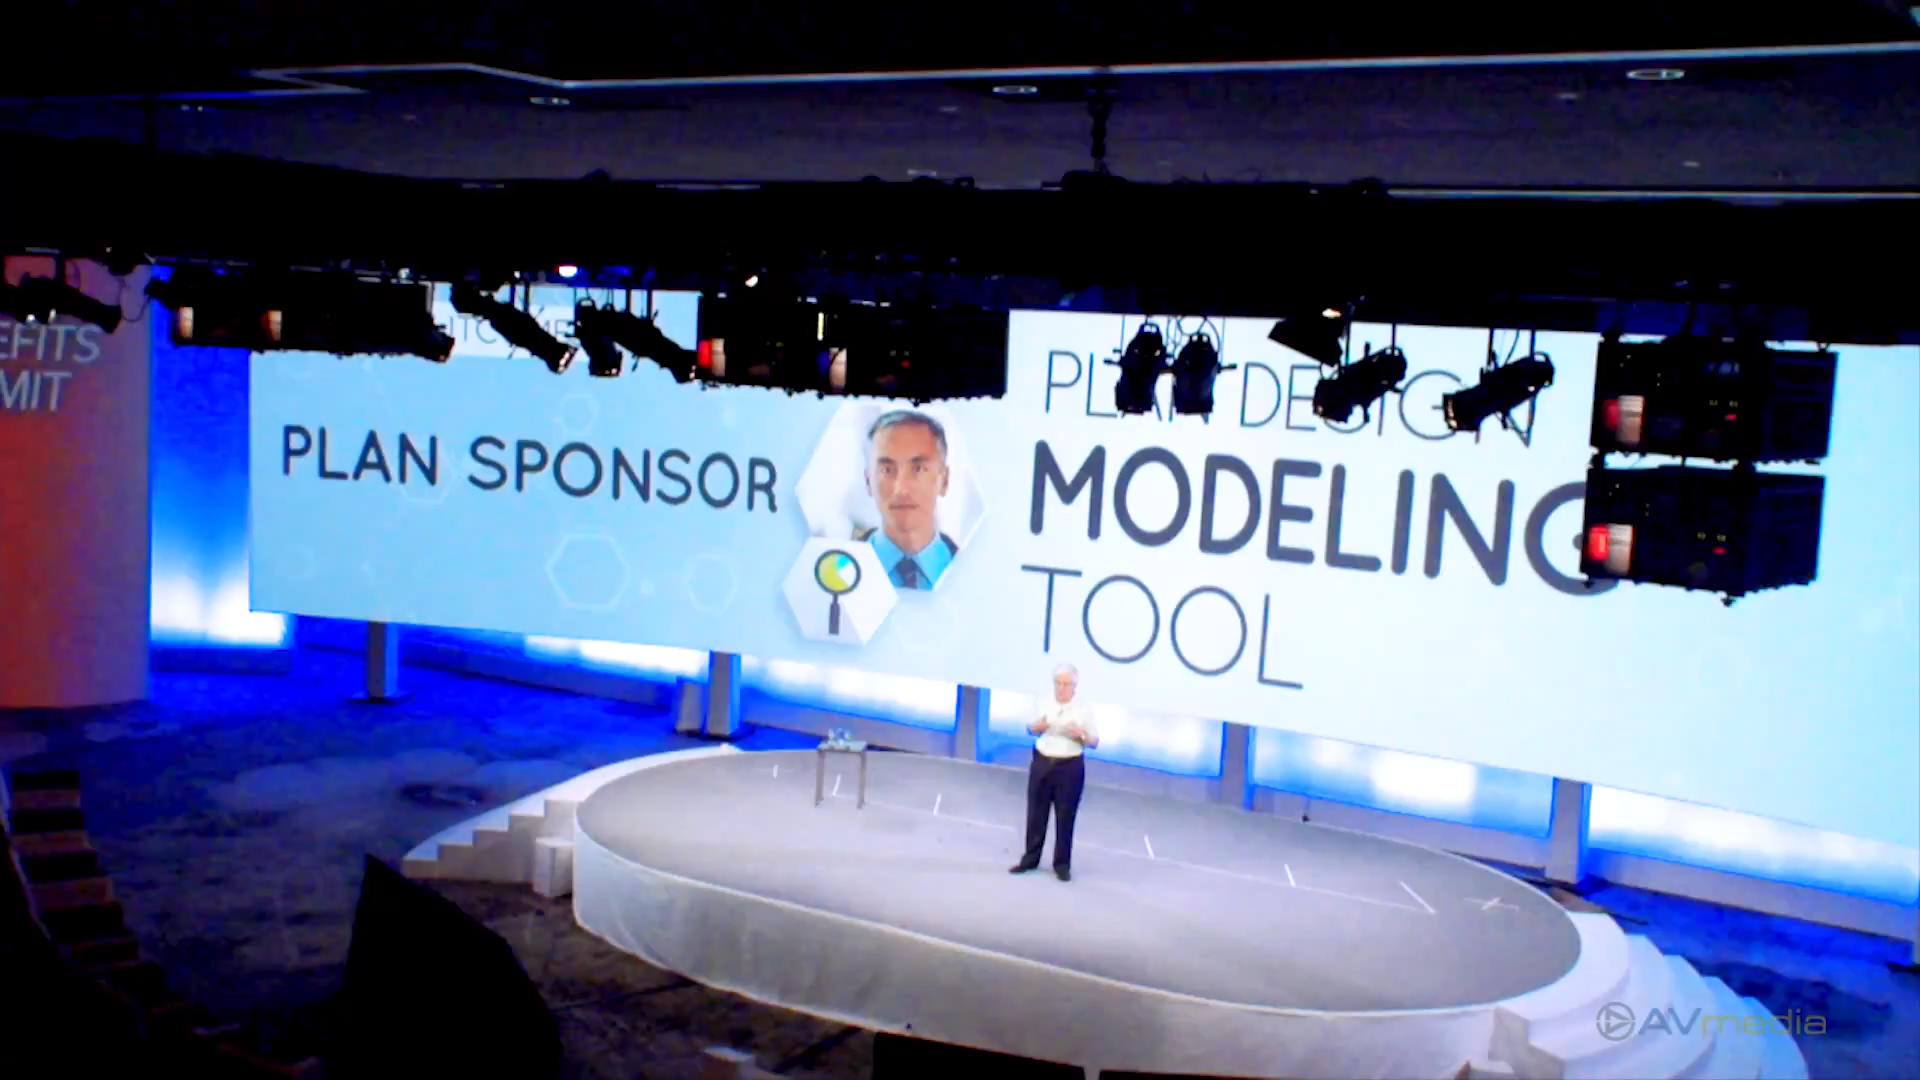 EFITS
MIT
PLAN SPONSOR
PLAN DESIGN
MODELING
TOOL
AVmedia